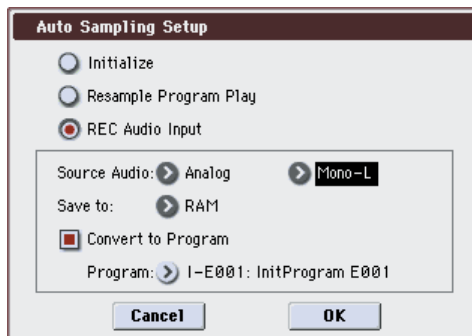 Auto Sampling Setup
Initialize
Resample Program Play
REC Audio Input
Source Audio: Analog Mono-L
Save to: RAM
Convert to Program
Program: I-E001: InitProgram E001
Cancel OK